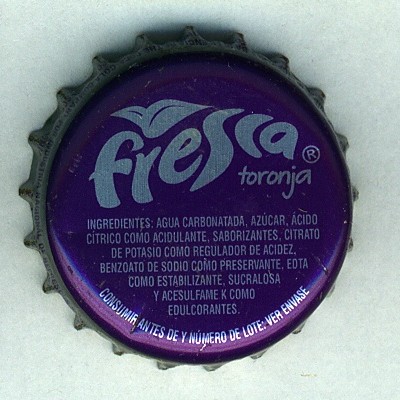 fresca®
toronja
INGREDIENTES: AGUA CARBONATADA, AZÚCAR, ÁCIDO
CÍTRICO COMO ACIDULANTE, SABORIZANTES, CITRATO
DE POTASIO COMO REGULADOR DE ACIDEZ,
BENZOATO DE SODIO COMO PRESERVANTE, EDTA
COMO ESTABILIZANTE, SUCRALOSA
Y ACESULFAME K COMO
EDULCORANTES.
CONSUMIR ANTES DE Y NÚMERO DE LOTE: VER ENVASE